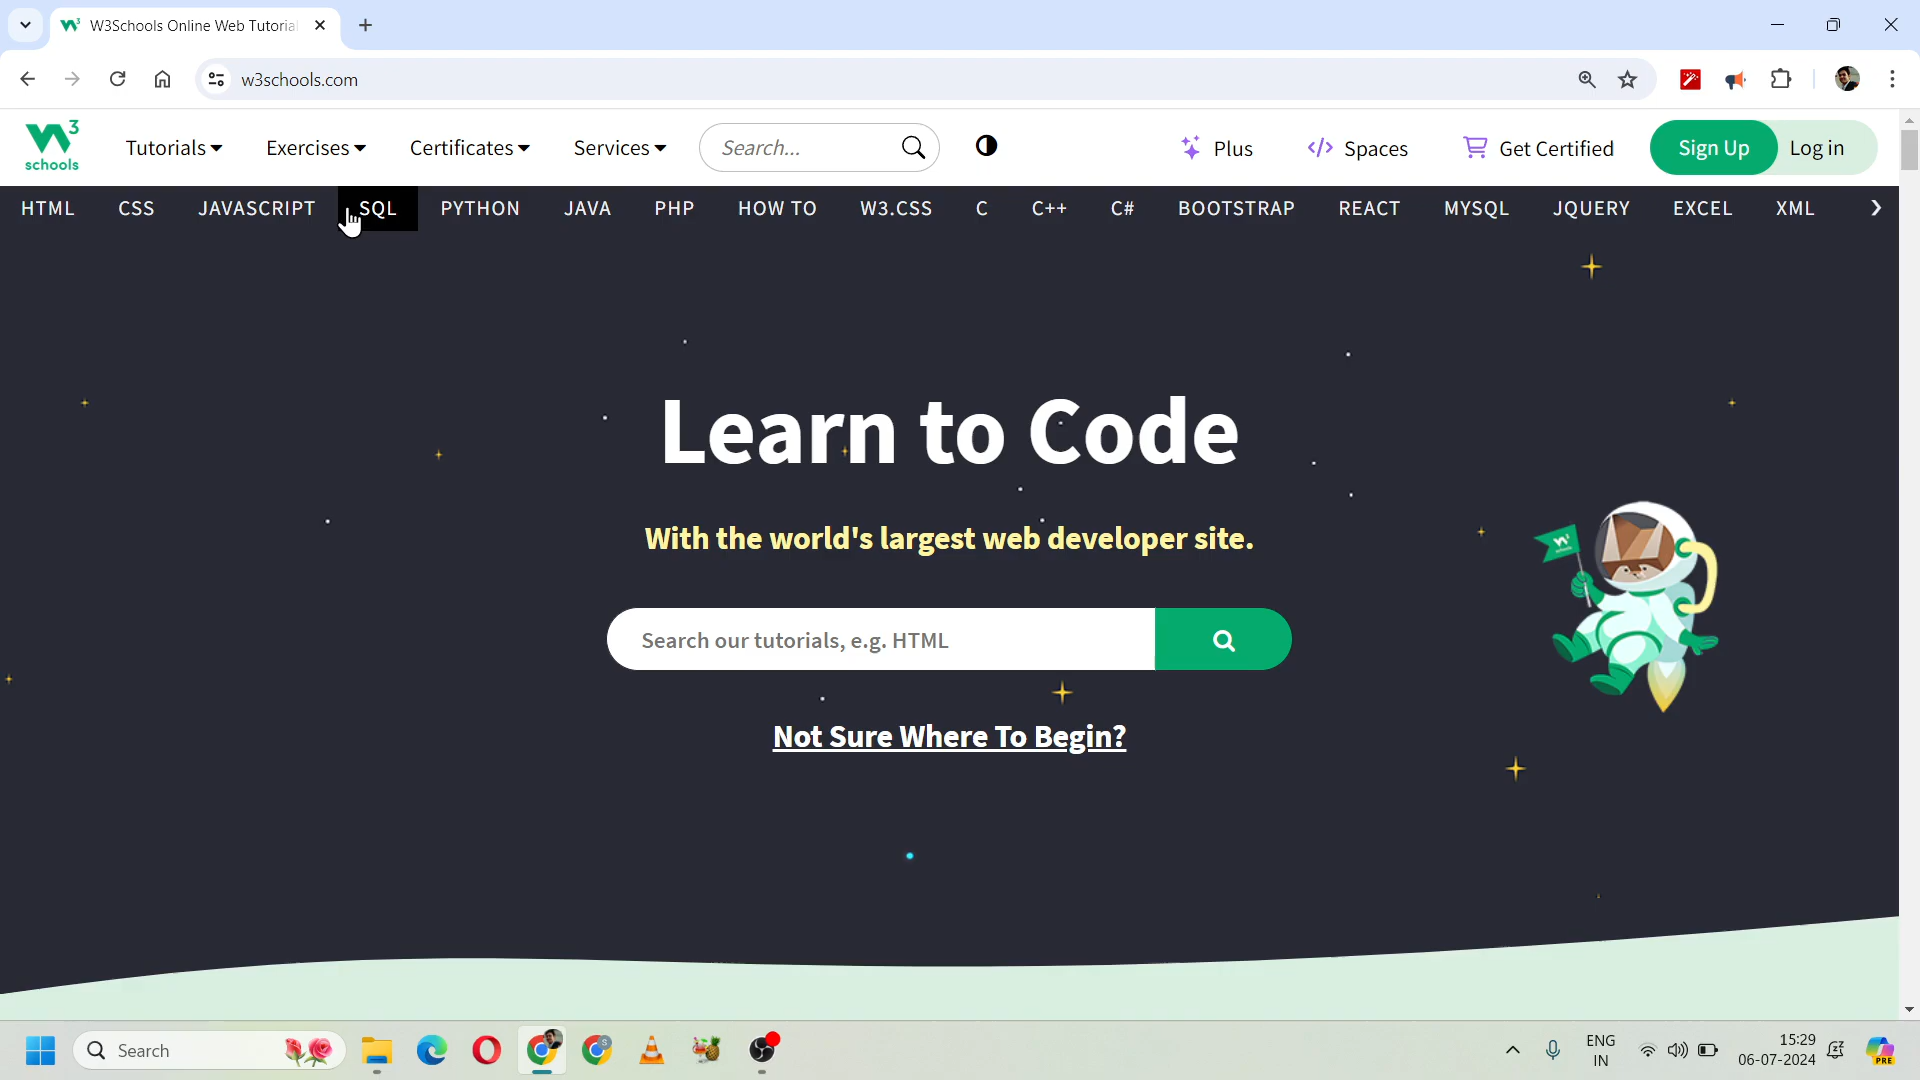 W3Schools Online Web Tutoria
w3schools.com
W3
schools
Tutorials
Exercises
Certificates
Services
Search...
Plus
Spaces
Get Certified
Sign Up
Log in
HTML CSS JAVASCRIPT SQL PYTHON JAVA PHP HOW TO W3.CSS C C++ C# BOOTSTRAP REACT MYSQL JQUERY EXCEL XML
Learn to Code
With the world's largest web developer site.
Search our tutorials, e.g. HTML
Not Sure Where To Begin?
Search
ENG
IN
15:29
06-07-2024
PRE